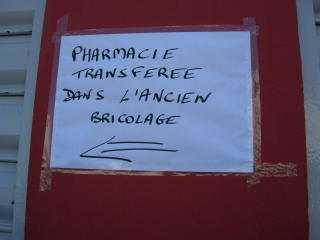 PHARMACIE
TRANSFEREE
DANS L'ANCIEN
BRICOLAGE